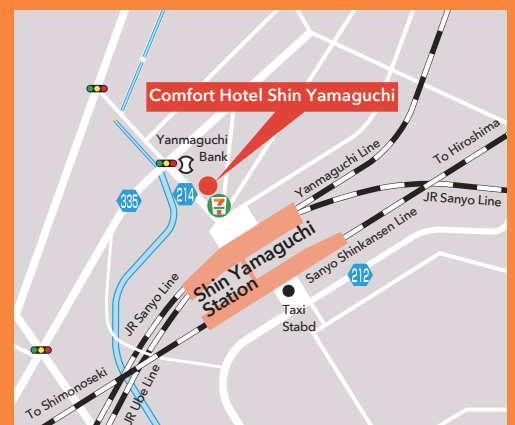 Comfort Hotel Shin Yamaguchi
Yanmaguchi
Bank
214
335
7
Yanmaguchi Line
To Hiroshima
JR Sanyo Line
Sanyo Shinkansen Line
Shin Yamaguchi
Station
212
Taxi
Stabd
JR Sanyo Line
To Shimonoseki
JR Ube Line